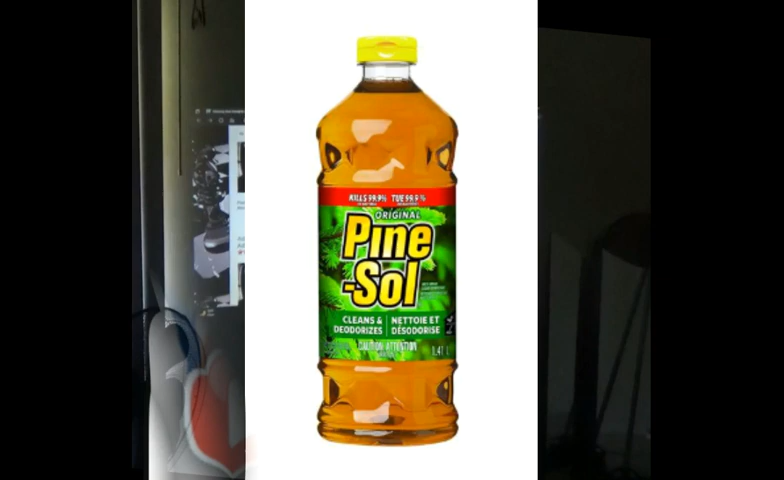 KILLS 99.9% TUE 99.9%
ORIGINAL
Pine
-Sol
CLEANS & DEODORIZES
NETTOIE ET DÉSODORISE
CAUTION ATTENTION
1.41 L